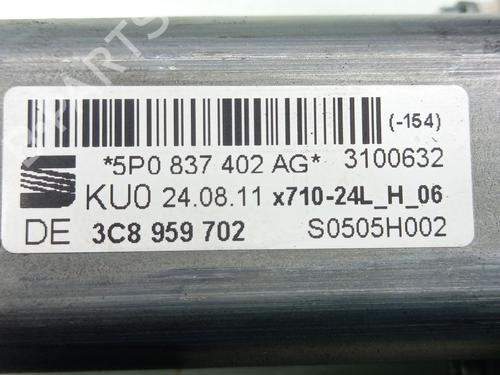 (-154)
*5P0 837 402 AG* 3100632
KU0 24.08.11 x710-24L_H_06
DE 3C8 959 702 S0505H002